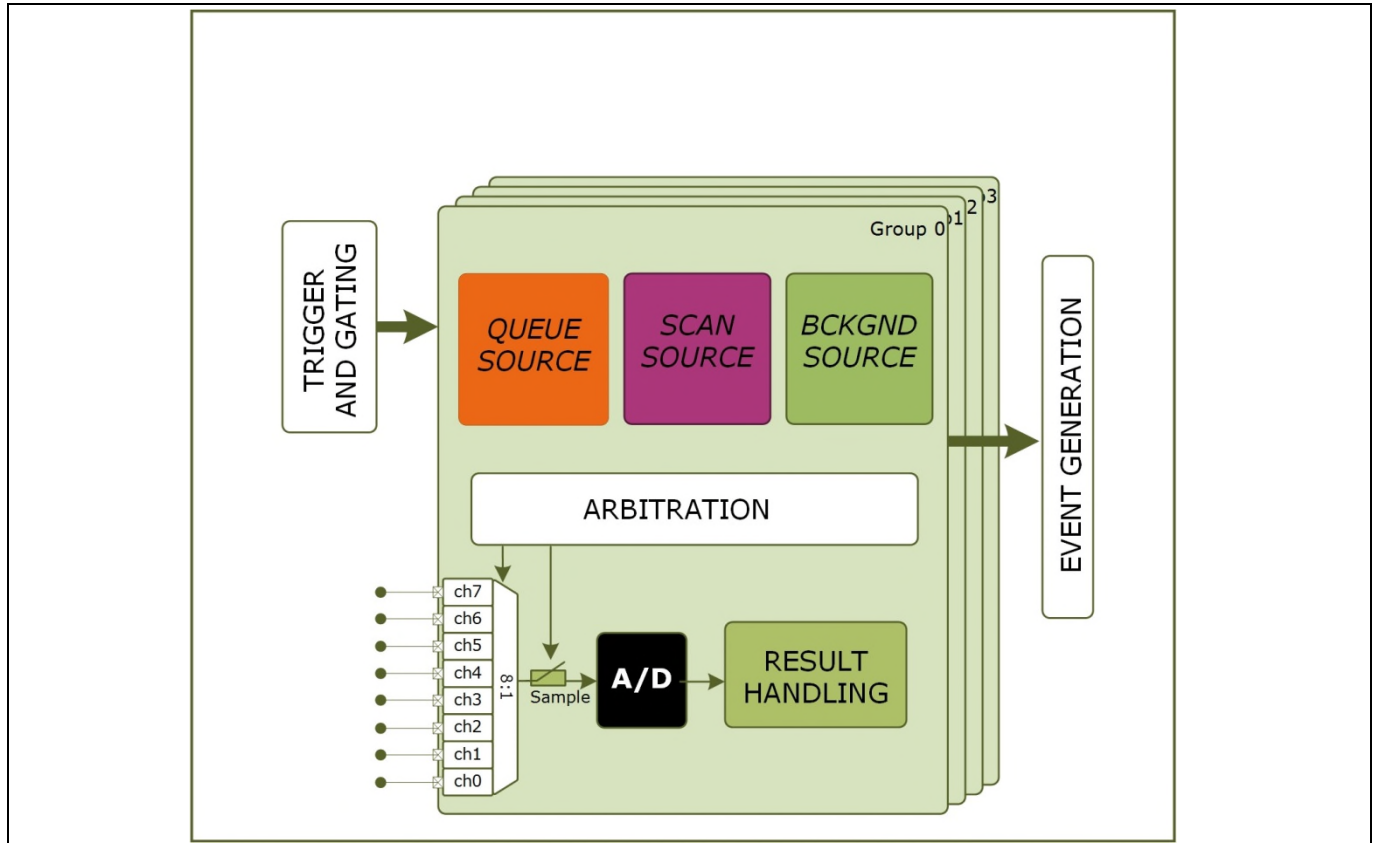 3
2
o1
Group 0
TRIGGER
AND GATING
QUEUE
SOURCE
SCAN
SOURCE
BCKGND
SOURCE
EVENT GENERATION
ARBITRATION
ch7
ch6
ch5
ch4
ch3
ch2
ch1
ch0
8:1
Sample
A/D
RESULT
HANDLING